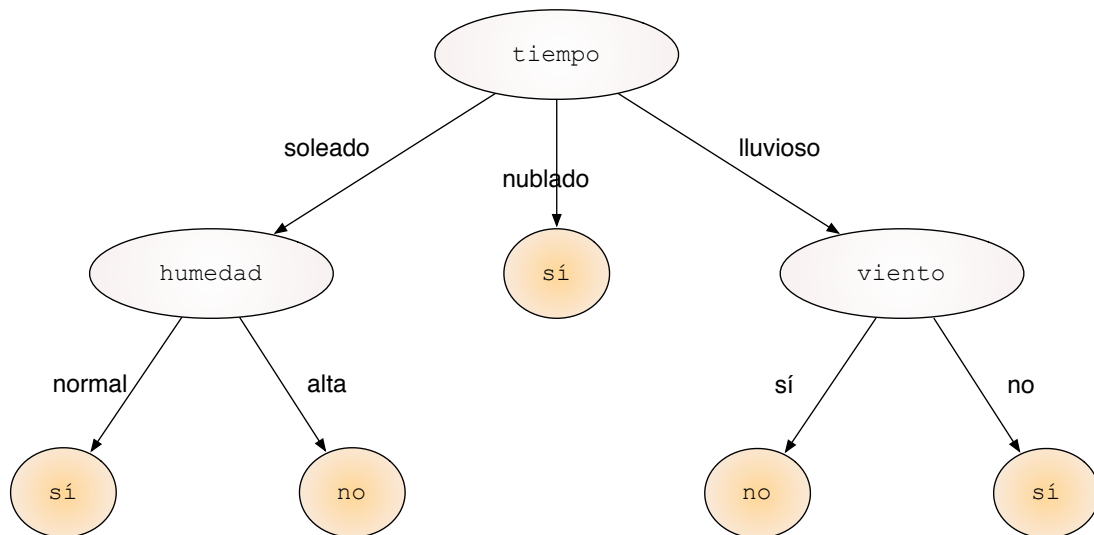 tiempo
soleado
nublado
lluvioso
humedad
sí
viento
normal
alta
sí
no
sí
no
no
sí